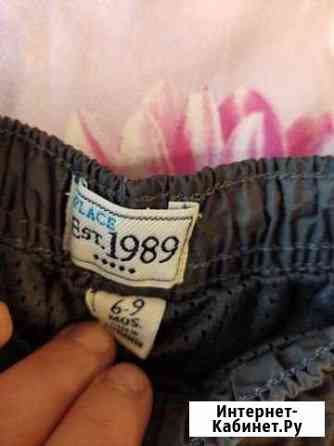 PLACE
Est. 1989
6-9
MOS.
Интернет-
Кабинет.Ру